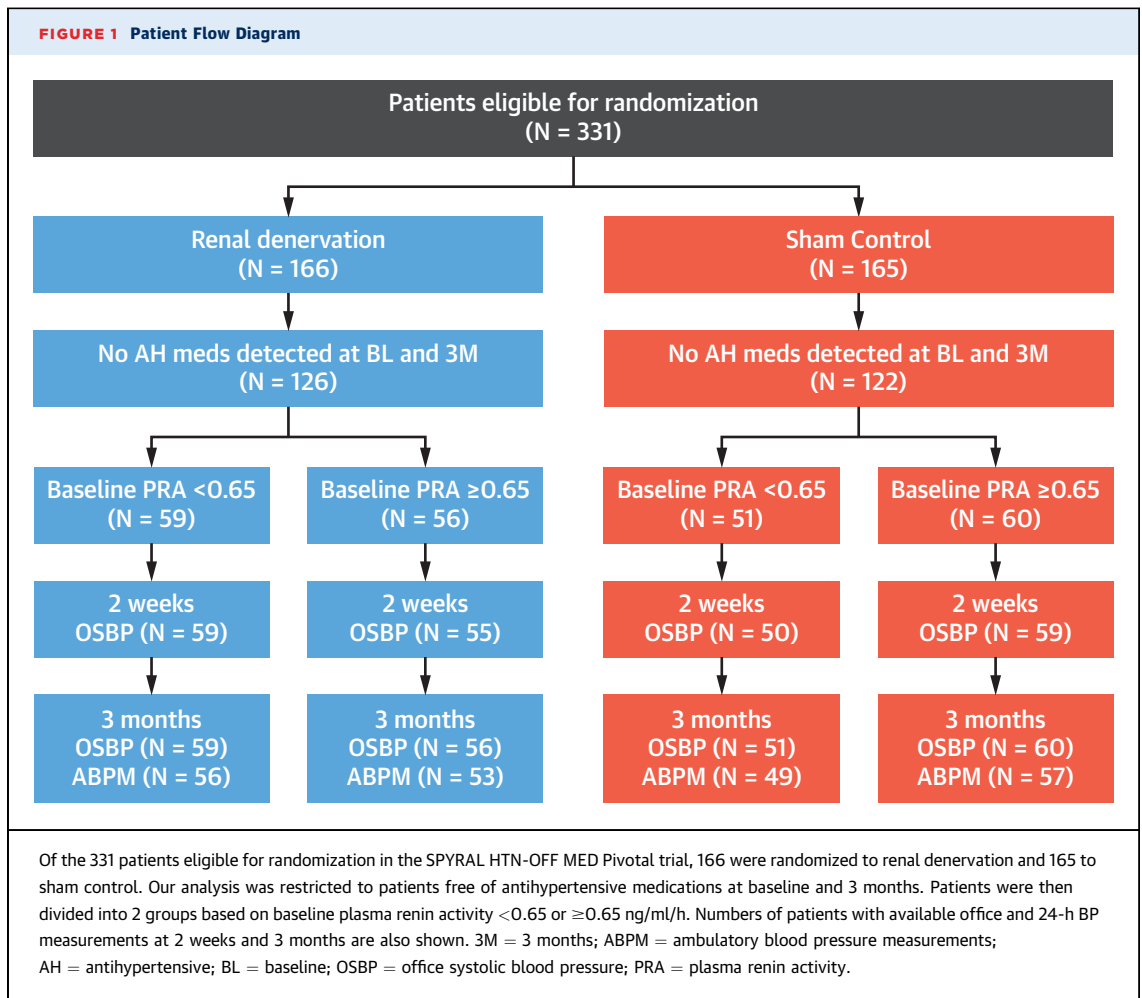 FIGURE 1 Patient Flow Diagram
Patients eligible for randomization
(N = 331)
Renal denervation
(N = 166)
Sham Control
(N = 165)
No AH meds detected at BL and 3M
(N = 126)
No AH meds detected at BL and 3M
(N = 122)
Baseline PRA <0.65
(N = 59)
Baseline PRA ≥0.65
(N = 56)
Baseline PRA <0.65
(N = 51)
Baseline PRA ≥0.65
(N = 60)
2 weeks
OSBP (N = 59)
2 weeks
OSBP (N = 55)
2 weeks
OSBP (N = 50)
2 weeks
OSBP (N = 59)
3 months
OSBP (N = 59)
ABPM (N = 56)
3 months
OSBP (N = 56)
ABPM (N = 53)
3 months
OSBP (N = 51)
ABPM (N = 49)
3 months
OSBP (N = 60)
ABPM (N = 57)
Of the 331 patients eligible for randomization in the SPYRAL HTN-OFF MED Pivotal trial, 166 were randomized to renal denervation and 165 to
sham control. Our analysis was restricted to patients free of antihypertensive medications at baseline and 3 months. Patients were then
divided into 2 groups based on baseline plasma renin activity <0.65 or ≥0.65 ng/ml/h. Numbers of patients with available office and 24-h BP
measurements at 2 weeks and 3 months are also shown. 3M = 3 months; ABPM = ambulatory blood pressure measurements;
AH = antihypertensive; BL = baseline; OSBP = office systolic blood pressure; PRA = plasma renin activity.